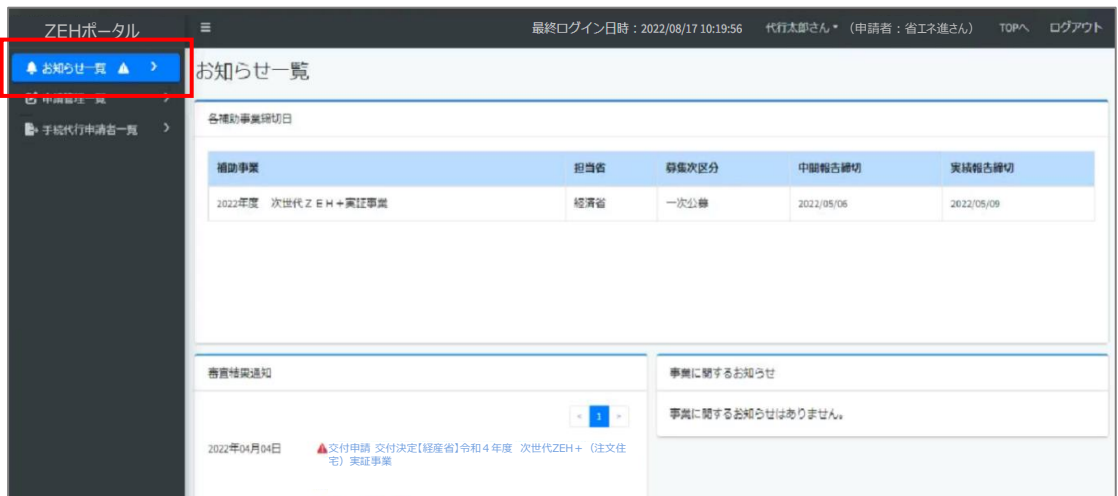 ZEHポータル
最終ログイン日時：2022/08/17 10:19:56 代行太郎さん （申請者：省エネ進さん） TOPへ ログアウト
お知らせ一覧
申請管理一覧
手続代行申請者一覧
お知らせ一覧
各補助事業締切日
補助事業 担当省 募集次区分 中間報告締切 実績報告締切
2022年度 次世代ＺＥＨ＋実証事業 経済省 一次公募 2022/05/06 2022/05/09
審査結果通知
< 1 >
2022年04月04日 交付申請 交付決定【経産省】令和４年度 次世代ZEH+（注文住
宅）実証事業
事業に関するお知らせ
事業に関するお知らせはありません。